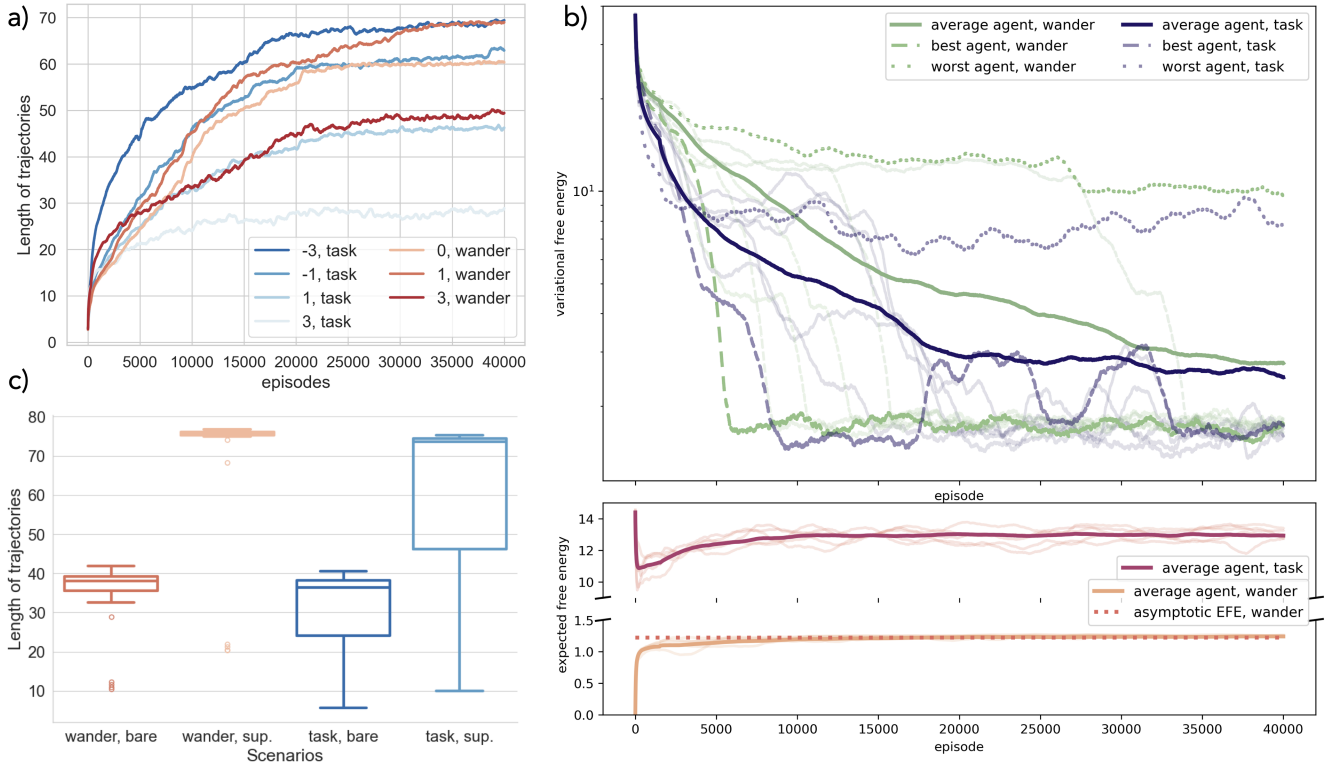 a)
Length of trajectories
70
60
50
40
30
20
10
0
-3, task
-1, task
1, task
3, task
0, wander
1, wander
3, wander
0 5000 10000 15000 20000 25000 30000 35000 40000
episodes
b)
variational free energy
10¹
average agent, wander
best agent, wander
worst agent, wander
average agent, task
best agent, task
worst agent, task
episode
expected free energy
14
12
10
1.5
1.0
0.5
0.0
average agent, task
average agent, wander
asymptotic EFE, wander
0 5000 10000 15000 20000 25000 30000 35000 40000
episode
c)
Length of trajectories
80
70
60
50
40
30
20
10
wander, bare wander, sup. task, bare task, sup.
Scenarios